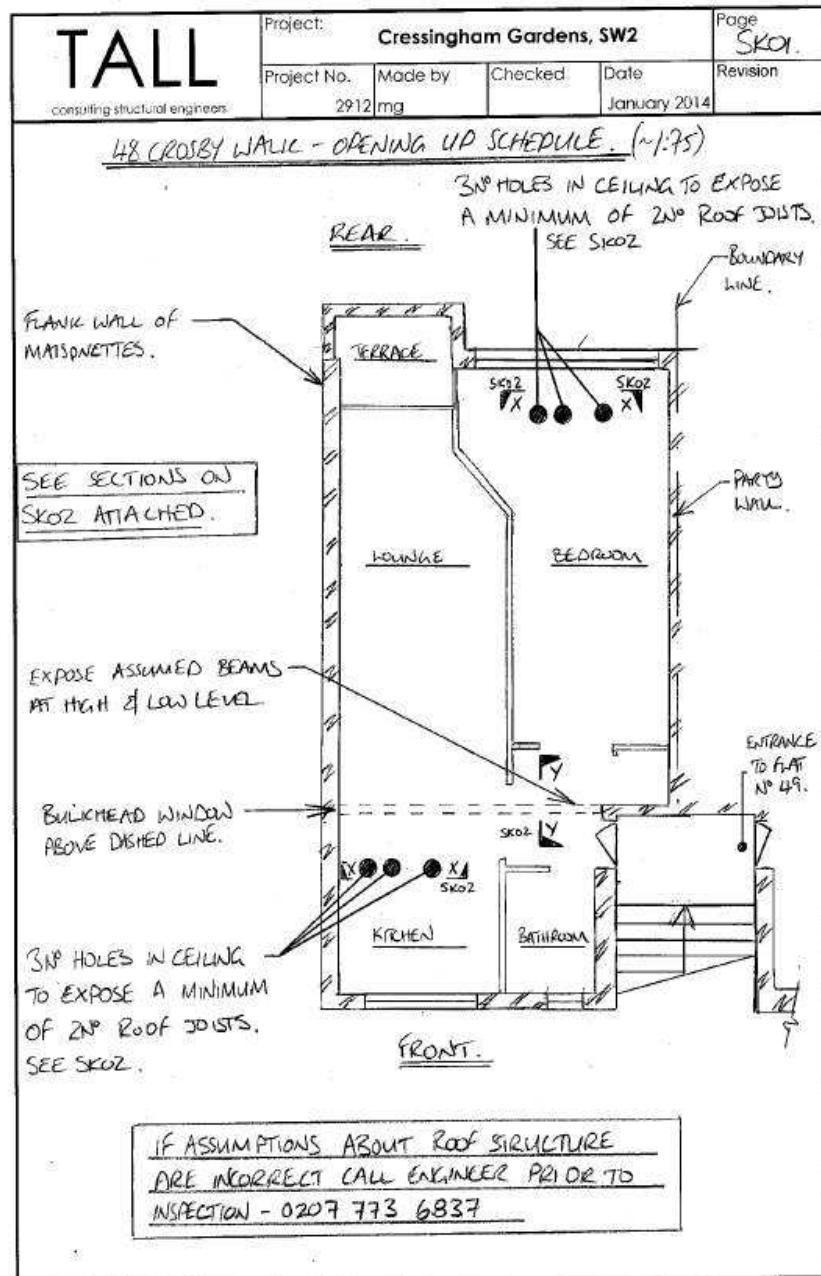 TALL
consulting structural engineers
Project:
Cressingham Gardens, SW2
Page
SK01.
Project No.
2912
Made by
mg
Checked
Date
January 2014
Revision
48 CROSBY WALK - OPENING UP SCHEDULE. (~1:75)
3Nº HOLES IN CEILING TO EXPOSE
A MINIMUM OF 2Nº ROOF JOISTS.
SEE SK02
REAR.
BOUNDARY
LINE.
FLANK WALL OF
MAISONETTES.
TERRACE
SK02
X
SK02
X
SEE SECTIONS ON
SK02 ATTACHED.
PARTY
WALL.
LOUNGE
BEDROOM
EXPOSE ASSUMED BEAMS
AT HIGH & LOW LEVEL.
ENTRANCE
TO FLAT
Nº 49.
Y
BULKHEAD WINDOW
ABOVE DASHED LINE.
SK02
Y
X
X
SK02
KITCHEN
BATHROOM
3Nº HOLES IN CEILING
TO EXPOSE A MINIMUM
OF 2Nº ROOF JOISTS.
SEE SK02.
FRONT.
IF ASSUMPTIONS ABOUT ROOF STRUCTURE
ARE INCORRECT CALL ENGINEER PRIOR TO
INSPECTION - 0207 773 6837